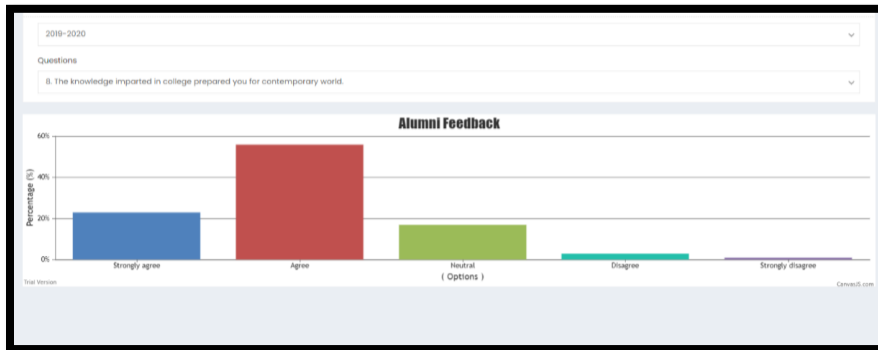 2019-2020
Questions
8. The knowledge imparted in college prepared you for contemporary world.
Alumni Feedback
60%
40%
20%
0%
Percentage (%)
Strongly agree
Agree
Neutral
Disagree
Strongly disagree
( Options )
Trial Version
CanvasJS.com